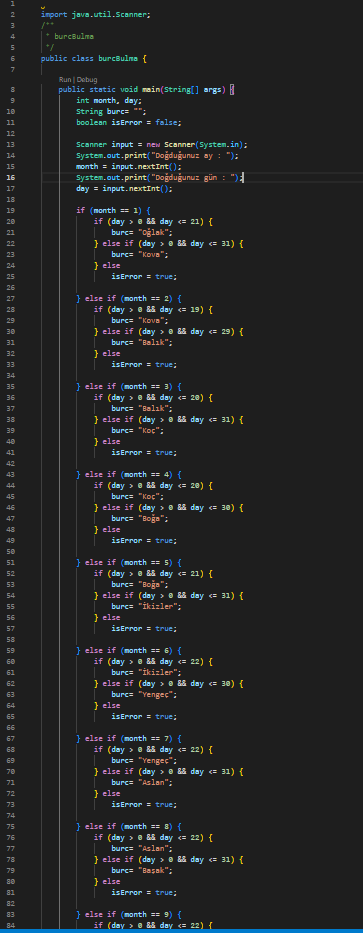 1
2 import java.util.Scanner;
3 /**
4 * burcBulma
5 */
6 public class burcBulma {
7
Run | Debug
8 public static void main(String[] args) {
9 int month, day;
10 String burc= "";
11 boolean isError = false;
12
13 Scanner input = new Scanner(System.in);
14 System.out.print("Doğduğunuz ay : ");
15 month = input.nextInt();
16 System.out.print("Doğduğunuz gün : ");
17 day = input.nextInt();
18
19 if (month == 1) {
20 if (day > 0 && day <= 21) {
21 burc= "Oğlak";
22 } else if (day > 0 && day <= 31) {
23 burc= "Kova";
24 } else
25 isError = true;
26
27 } else if (month == 2) {
28 if (day > 0 && day <= 19) {
29 burc= "Kova";
30 } else if (day > 0 && day <= 29) {
31 burc= "Balık";
32 } else
33 isError = true;
34
35 } else if (month == 3) {
36 if (day > 0 && day <= 20) {
37 burc= "Balık";
38 } else if (day > 0 && day <= 31) {
39 burc= "Koç";
40 } else
41 isError = true;
42
43 } else if (month == 4) {
44 if (day > 0 && day <= 20) {
45 burc= "Koç";
46 } else if (day > 0 && day <= 30) {
47 burc= "Boğa";
48 } else
49 isError = true;
50
51 } else if (month == 5) {
52 if (day > 0 && day <= 21) {
53 burc= "Boğa";
54 } else if (day > 0 && day <= 31) {
55 burc= "İkizler";
56 } else
57 isError = true;
58
59 } else if (month == 6) {
60 if (day > 0 && day <= 22) {
61 burc= "İkizler";
62 } else if (day > 0 && day <= 30) {
63 burc= "Yengeç";
64 } else
65 isError = true;
66
67 } else if (month == 7) {
68 if (day > 0 && day <= 22) {
69 burc= "Yengeç";
70 } else if (day > 0 && day <= 31) {
71 burc= "Aslan";
72 } else
73 isError = true;
74
75 } else if (month == 8) {
76 if (day > 0 && day <= 22) {
77 burc= "Aslan";
78 } else if (day > 0 && day <= 31) {
79 burc= "Başak";
80 } else
81 isError = true;
82
83 } else if (month == 9) {
84 if (day > 0 && day <= 22) {